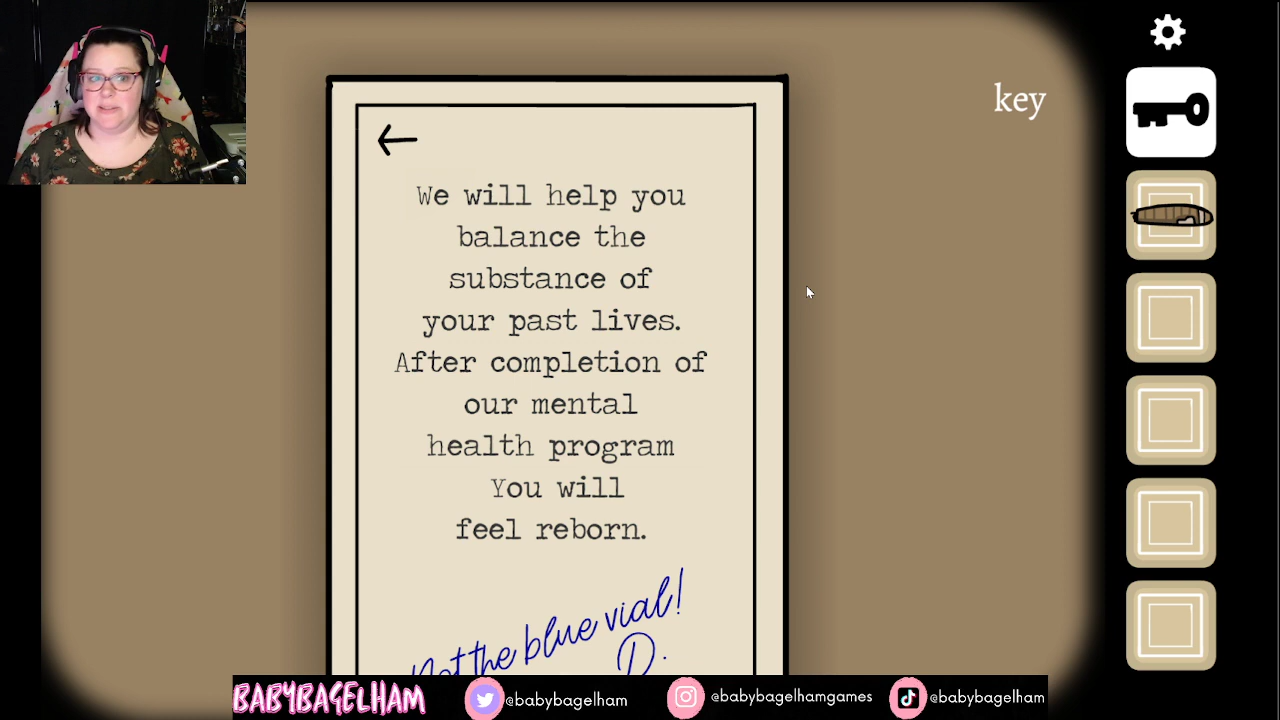 key
We will help you
balance the
substance of
your past lives.
After completion of
our mental
health program
You will
feel reborn.
Not the blue vial!
D.
BABYBAGELHAM
@babybagelham
@babybagelhamgames
@babybagelham